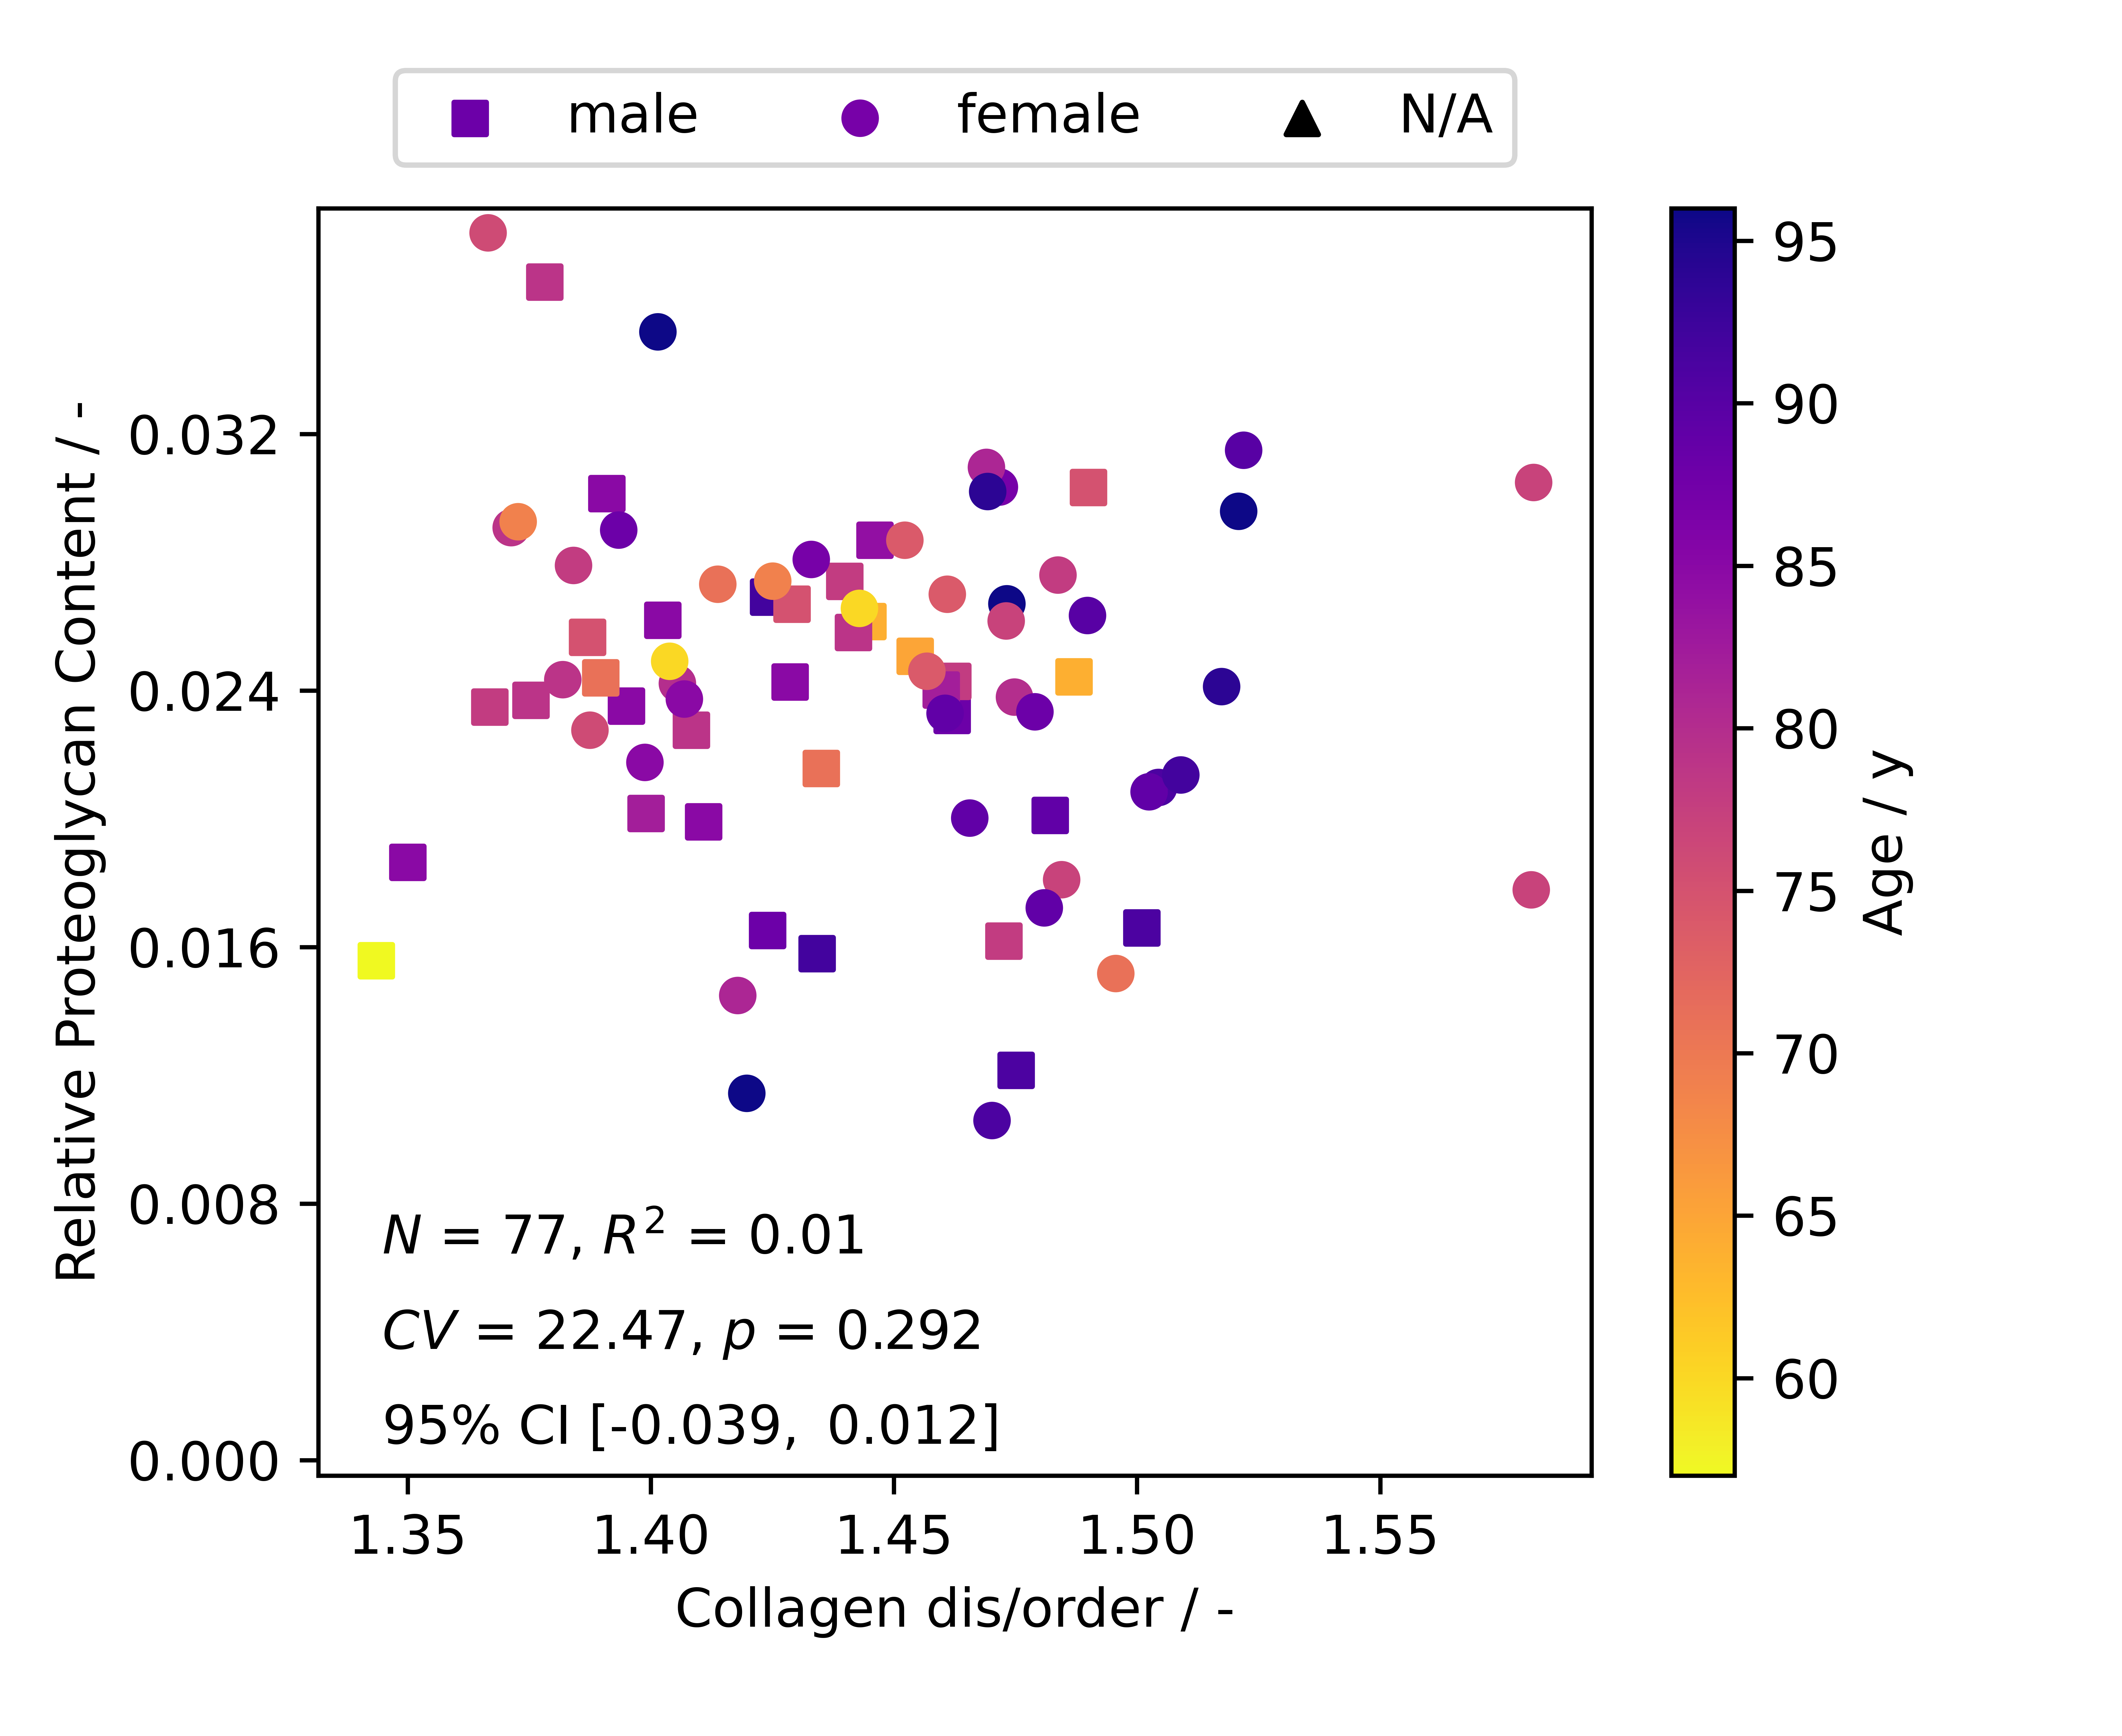 male female N/A
Relative Proteoglycan Content / -
0.032
0.024
0.016
0.008
0.000
N = 77, R² = 0.01
CV = 22.47, p = 0.292
95% CI [-0.039, 0.012]
1.35 1.40 1.45 1.50 1.55
Collagen dis/order / -
95
90
85
80
75
70
65
60
Age / y